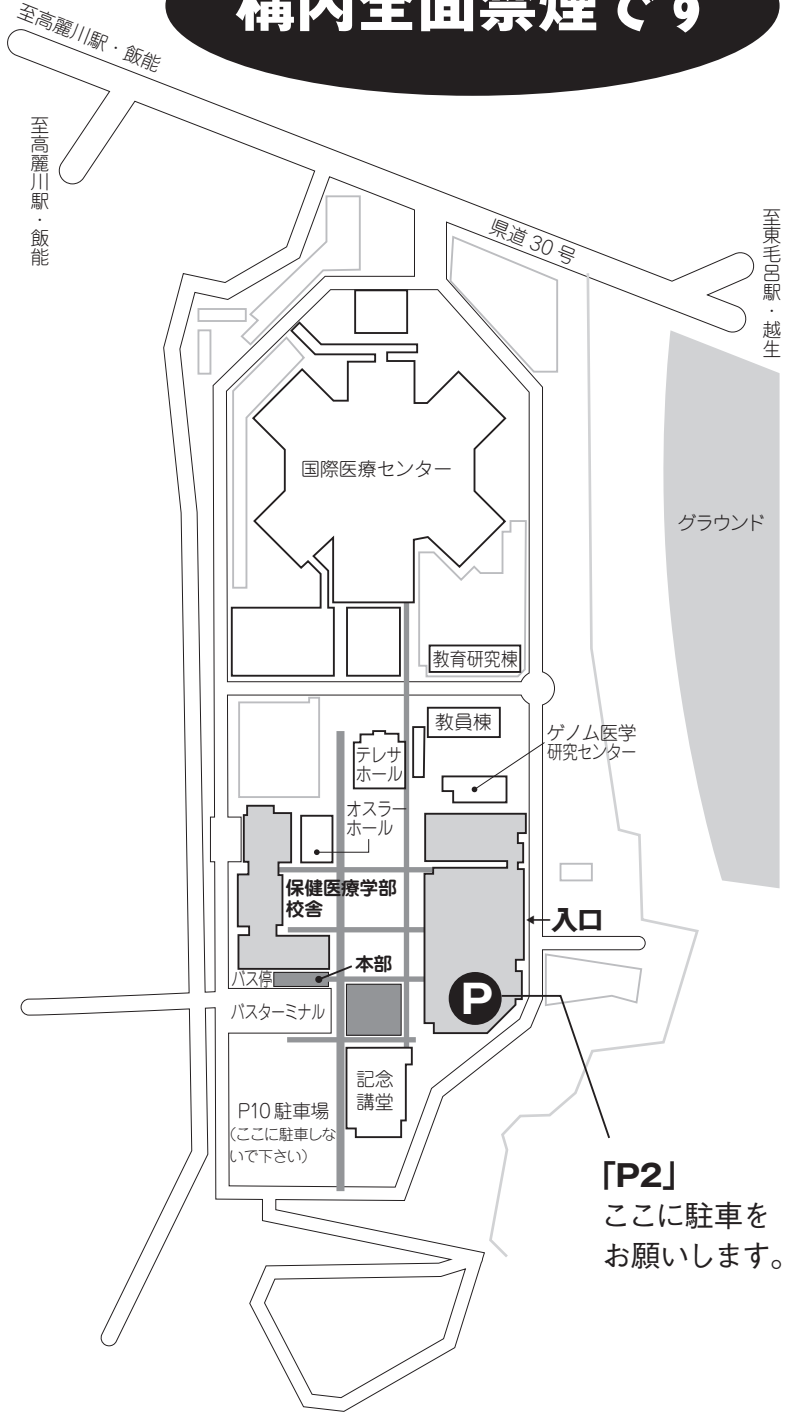 構内全面禁煙です
至高麗川駅・飯能
至高麗川駅・飯能
県道 30 号
至東毛呂駅・越生
国際医療センター
グラウンド
教育研究棟
教員棟
ゲノム医学
研究センター
テレサ
ホール
オスラー
ホール
保健医療学部
校舎
入口
本部
バス停
P
バスターミナル
記念
講堂
P10 駐車場
(ここに駐車しな
いで下さい)
「P2」
ここに駐車を
お願いします。